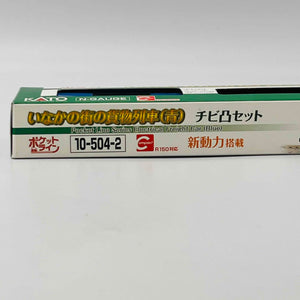 KATO N-GAUGE
いなかの街の貨物列車(青) チビ凸セット
Pocket Line Series
ポケットライン 10-504-2 R150対応 新動力搭載